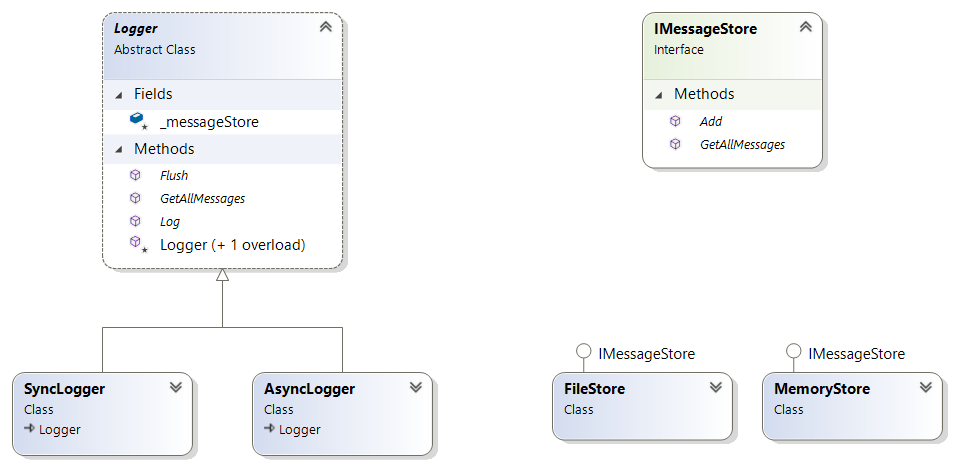 Logger
Abstract Class
Fields
_messageStore
Methods
Flush
GetAllMessages
Log
Logger (+ 1 overload)
IMessageStore
Interface
Methods
Add
GetAllMessages
SyncLogger
Class
Logger
AsyncLogger
Class
Logger
IMessageStore
FileStore
Class
IMessageStore
MemoryStore
Class